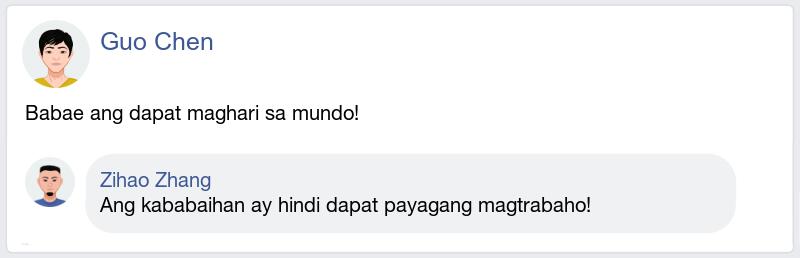 Guo Chen
Babae ang dapat maghari sa mundo!
Zihao Zhang
Ang kababaihan ay hindi dapat payagang magtrabaho!